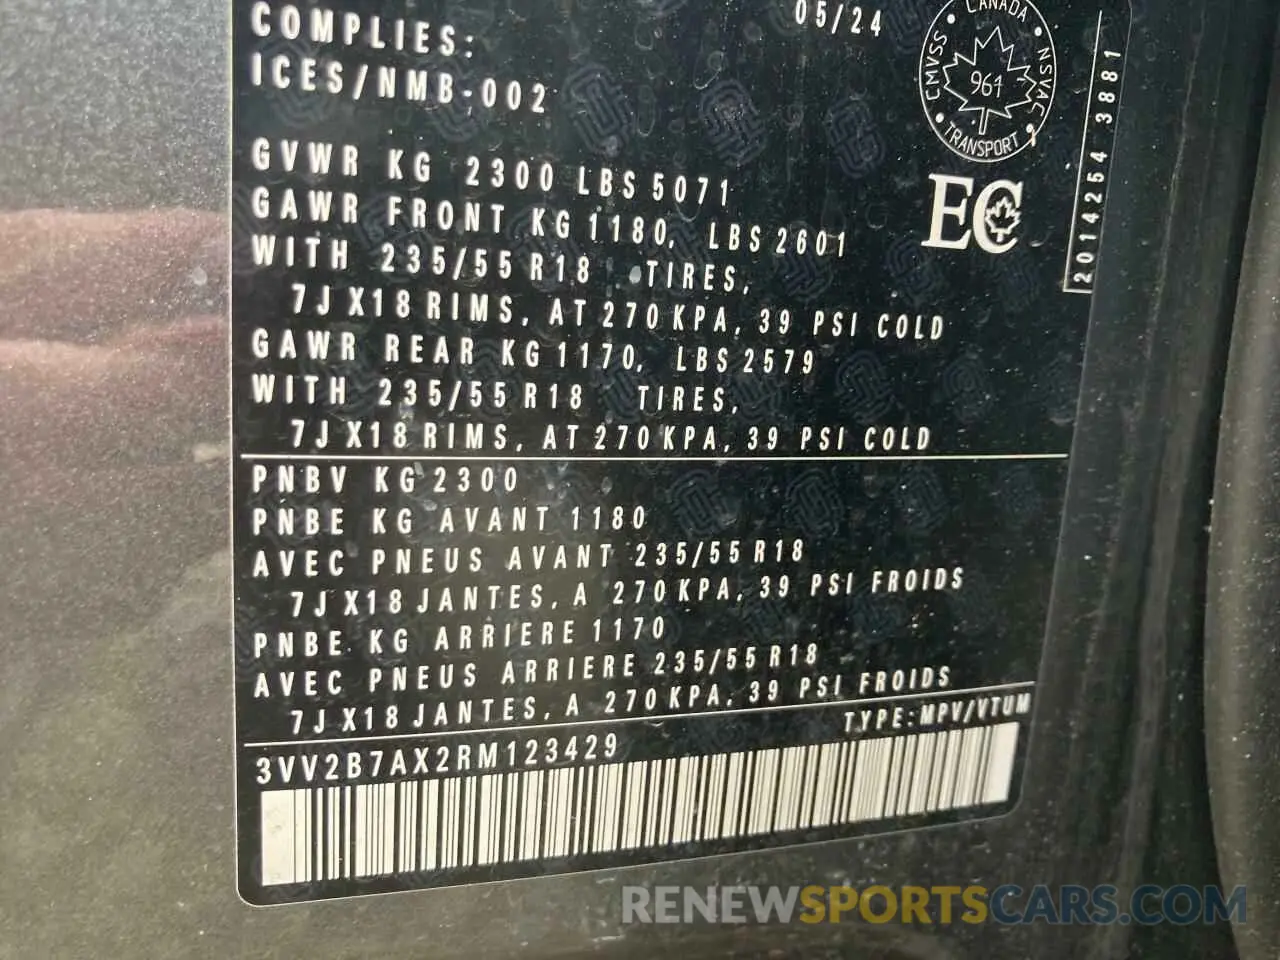 05/24
COMPLIES:
ICES/NMB-002
CANADA
CMVSS
NSVAC
961
TRANSPORT
EC
2014254 3881
GVWR KG 2300 LBS 5071
GAWR FRONT KG 1180, LBS 2601
WITH 235/55 R18 TIRES,
7J X18 RIMS, AT 270 KPA, 39 PSI COLD
GAWR REAR KG 1170, LBS 2579
WITH 235/55 R18 TIRES,
7J X18 RIMS, AT 270 KPA, 39 PSI COLD
PNBV KG 2300
PNBE KG AVANT 1180
AVEC PNEUS AVANT 235/55 R18
7J X18 JANTES, A 270 KPA, 39 PSI FROIDS
PNBE KG ARRIERE 1170
AVEC PNEUS ARRIERE 235/55 R18
7J X18 JANTES, A 270 KPA, 39 PSI FROIDS
TYPE: MPV/VTUM
3VV2B7AX2RM123429
RENEWSPORTSCARS.COM